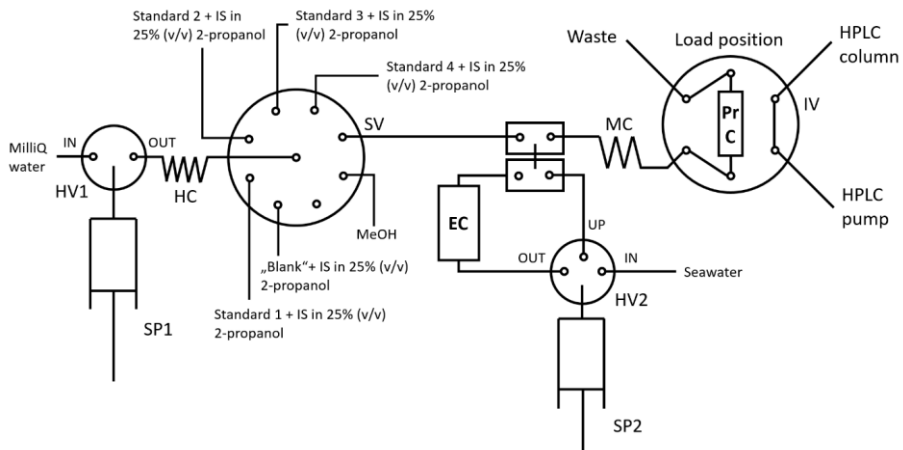 Standard 2 + IS in
25% (v/v) 2-propanol
Standard 3 + IS in 25%
(v/v) 2-propanol
Standard 4 + IS in 25%
(v/v) 2-propanol
Waste
Load position
HPLC
column
IV
Pr
C
SV
MC
IN
OUT
MilliQ
water
HV1
HC
HPLC
pump
MeOH
EC
UP
OUT
IN
Seawater
HV2
„Blank“+ IS in 25% (v/v)
2-propanol
Standard 1 + IS in 25% (v/v)
2-propanol
SP1
SP2